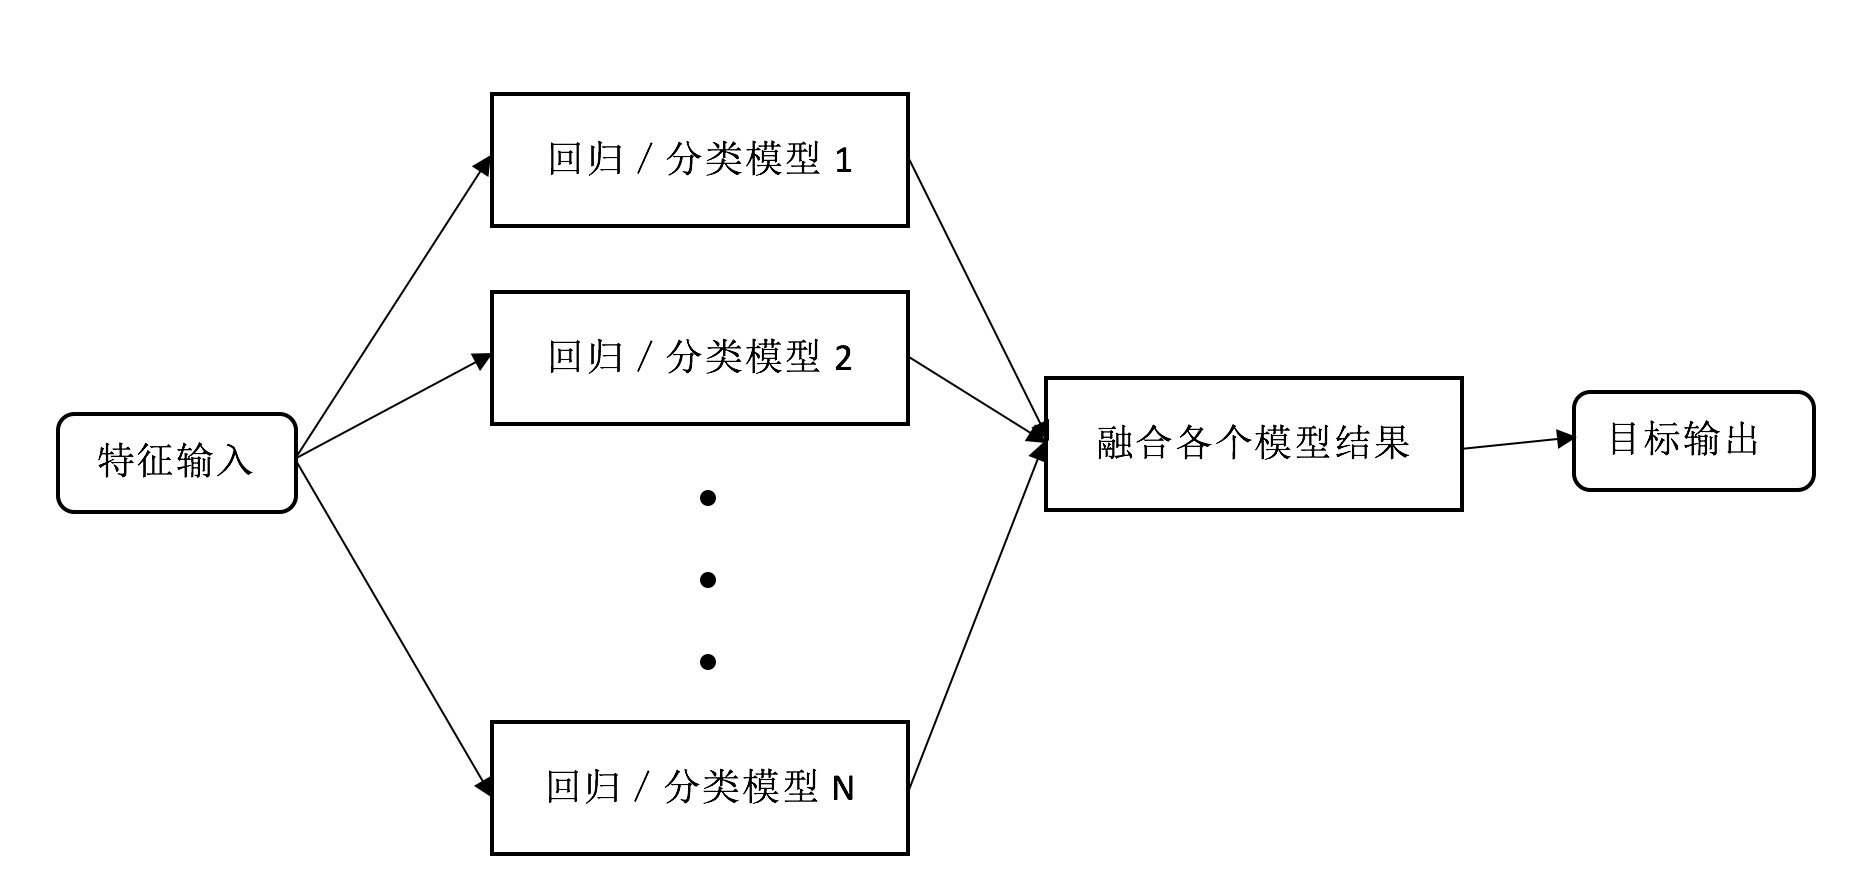 回归 / 分类模型 1
回归 / 分类模型 2
特征输入
融合各个模型结果
目标输出
回归 / 分类模型 N